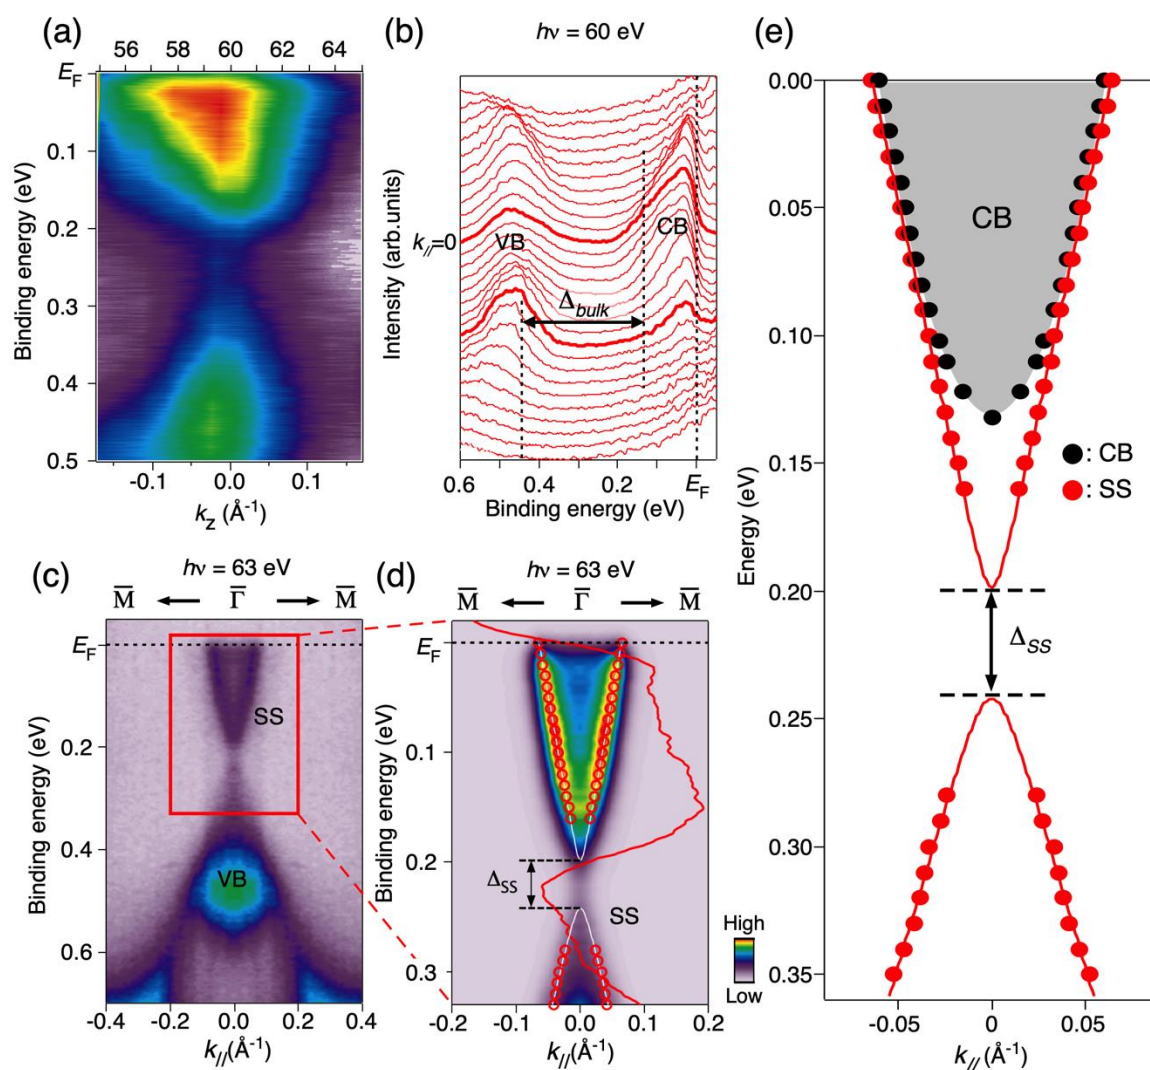 (a)
56 58 60 62 64
E_F
0.1
0.2
0.3
0.4
0.5
Binding energy (eV)
-0.1 0.0 0.1
k_z (Å⁻¹)
(b)
hν = 60 eV
Intensity (arb.units)
k_//=0
VB
CB
Δ_bulk
0.6 0.4 0.2 E_F
Binding energy (eV)
(c)
hν = 63 eV
M̅ Γ̅ M̅
E_F
0.0
0.2
0.4
0.6
Binding energy (eV)
SS
VB
-0.4 -0.2 0.0 0.2 0.4
k_//(Å⁻¹)
(d)
hν = 63 eV
M̅ Γ̅ M̅
E_F
0.1
0.2
0.3
Binding energy (eV)
Δ_SS
SS
High
Low
-0.2 -0.1 0.0 0.1 0.2
k_//(Å⁻¹)
(e)
0.00
0.05
0.10
0.15
0.20
0.25
0.30
0.35
Energy (eV)
CB
: CB
: SS
Δ_SS
-0.05 0 0.05
k_// (Å⁻¹)